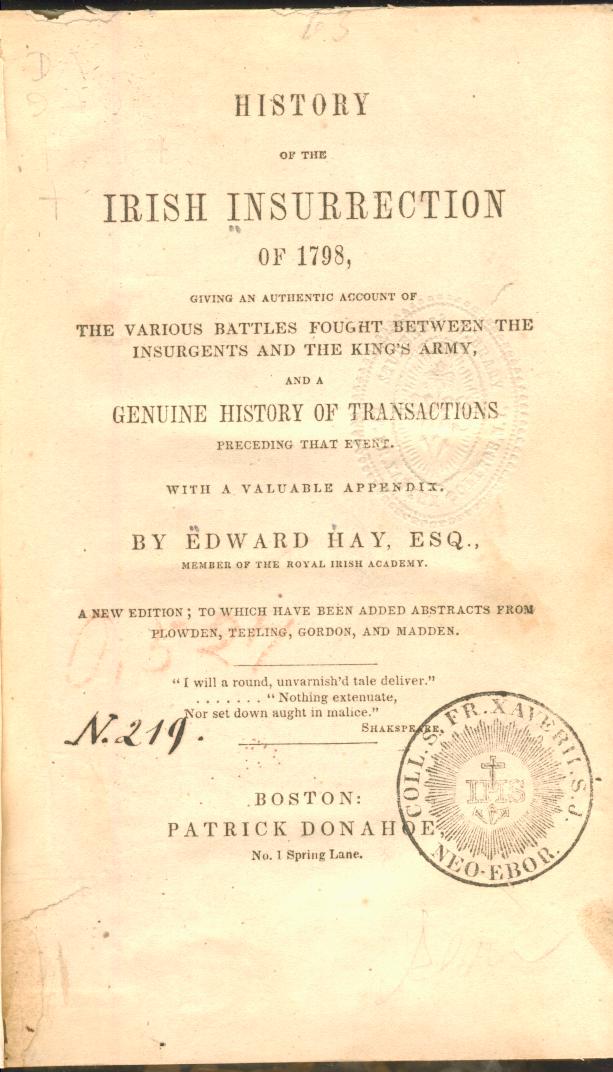 HISTORY
OF THE
IRISH INSURRECTION
OF 1798,
GIVING AN AUTHENTIC ACCOUNT OF
THE VARIOUS BATTLES FOUGHT BETWEEN THE
INSURGENTS AND THE KING'S ARMY,
AND A
GENUINE HISTORY OF TRANSACTIONS
PRECEDING THAT EVENT.
WITH A VALUABLE APPENDIX.
BY EDWARD HAY, ESQ.,
MEMBER OF THE ROYAL IRISH ACADEMY.
A NEW EDITION; TO WHICH HAVE BEEN ADDED ABSTRACTS FROM
PLOWDEN, TEELING, GORDON, AND MADDEN.
"I will a round, unvarnish'd tale deliver."
. . . . . . . "Nothing extenuate,
Nor set down aught in malice."
SHAKSPEARE.
N. 219.
BOSTON:
PATRICK DONAHOE
No. 1 Spring Lane.
COLL. S. FR. XAVERII. S. J.
IHS
NEO-EBOR.